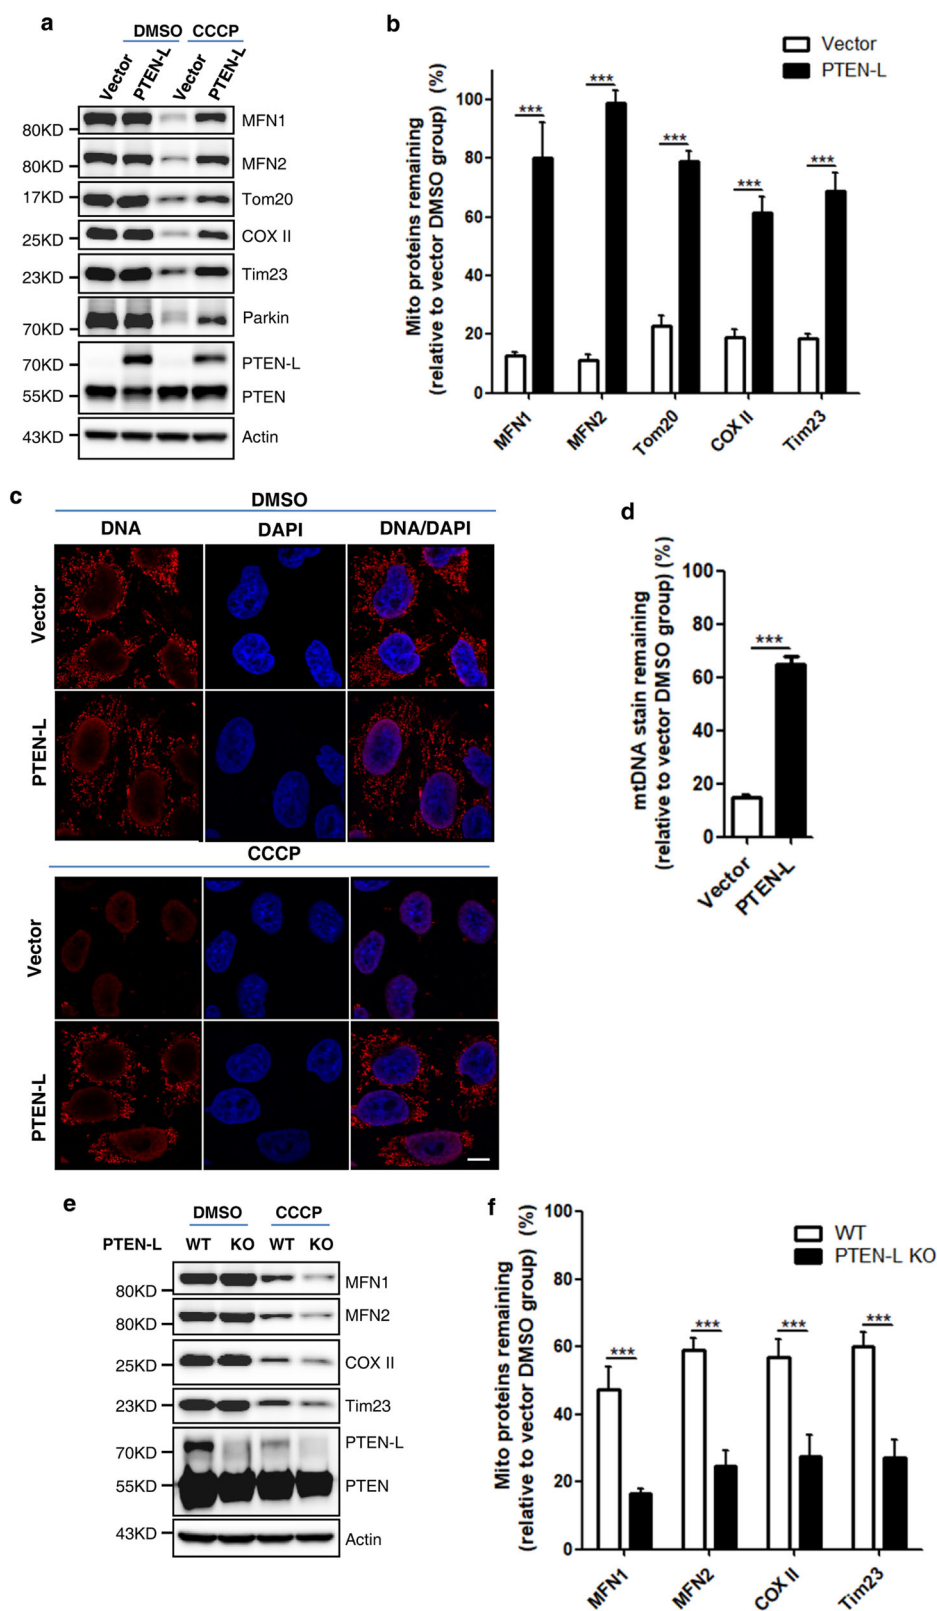 a
DMSO CCCP
Vector PTEN-L Vector PTEN-L
80KD MFN1
80KD MFN2
17KD Tom20
25KD COX II
23KD Tim23
70KD Parkin
70KD PTEN-L
55KD PTEN
43KD Actin
b
Vector
PTEN-L
Mito proteins remaining
(relative to vector DMSO group) (%)
100
80
60
40
20
0
*** *** *** *** ***
MFN1 MFN2 Tom20 COX II Tim23
c
DMSO
DNA DAPI DNA/DAPI
Vector
PTEN-L
CCCP
Vector
PTEN-L
d
mtDNA stain remaining
(relative to vector DMSO group) (%)
100
80
60
40
20
0
***
Vector PTEN-L
e
DMSO CCCP
PTEN-L WT KO WT KO
80KD MFN1
80KD MFN2
25KD COX II
23KD Tim23
70KD PTEN-L
55KD PTEN
43KD Actin
f
WT
PTEN-L KO
Mito proteins remaining
(relative to vector DMSO group) (%)
100
80
60
40
20
0
*** *** *** ***
MFN1 MFN2 COX II Tim23